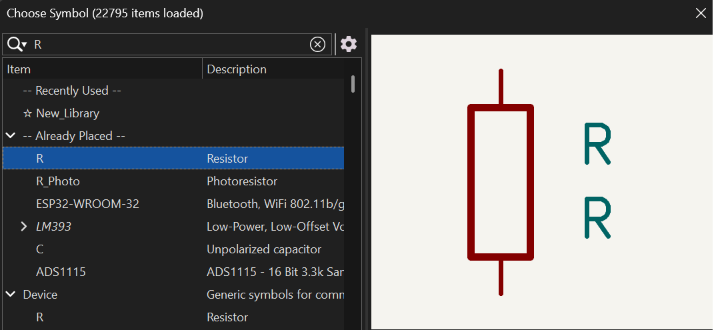 Choose Symbol (22795 items loaded)
R
Item Description
-- Recently Used --
☆ New_Library
-- Already Placed --
R Resistor
R_Photo Photoresistor
ESP32-WROOM-32 Bluetooth, WiFi 802.11b/g
LM393 Low-Power, Low-Offset Vo
C Unpolarized capacitor
ADS1115 ADS1115 - 16 Bit 3.3k San
Device Generic symbols for comm
R Resistor
R
R